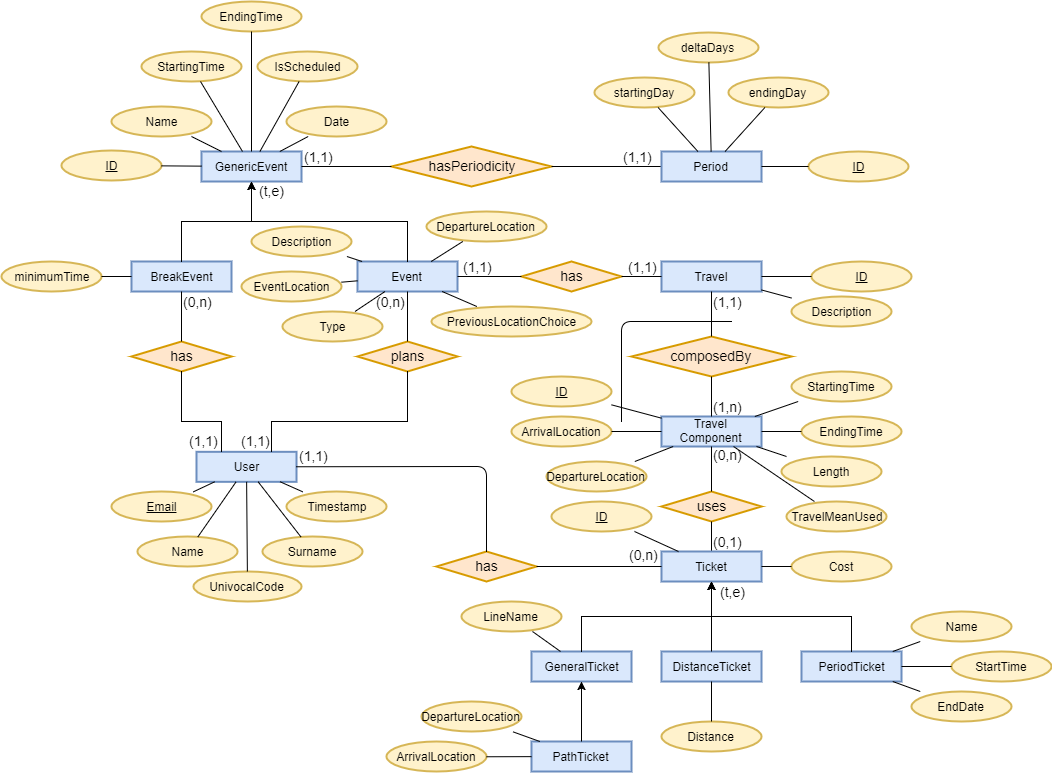 EndingTime
StartingTime
IsScheduled
deltaDays
startingDay
endingDay
Name
Date
ID
GenericEvent
(1,1)
hasPeriodicity
(1,1)
Period
ID
(t,e)
Description
DepartureLocation
minimumTime
BreakEvent
EventLocation
Event
(1,1)
has
(1,1)
Travel
ID
(0,n)
(0,n)
Type
PreviousLocationChoice
(1,1)
Description
has
plans
composedBy
ID
StartingTime
(1,n)
ArrivalLocation
Travel
Component
EndingTime
(1,1)
(1,1)
(1,1)
(0,n)
User
DepartureLocation
Length
Email
Timestamp
ID
uses
TravelMeanUsed
Name
Surname
(0,1)
(0,n)
UnivocalCode
has
Ticket
Cost
(t,e)
LineName
Name
GeneralTicket
DistanceTicket
PeriodTicket
StartTime
DepartureLocation
EndDate
ArrivalLocation
PathTicket
Distance